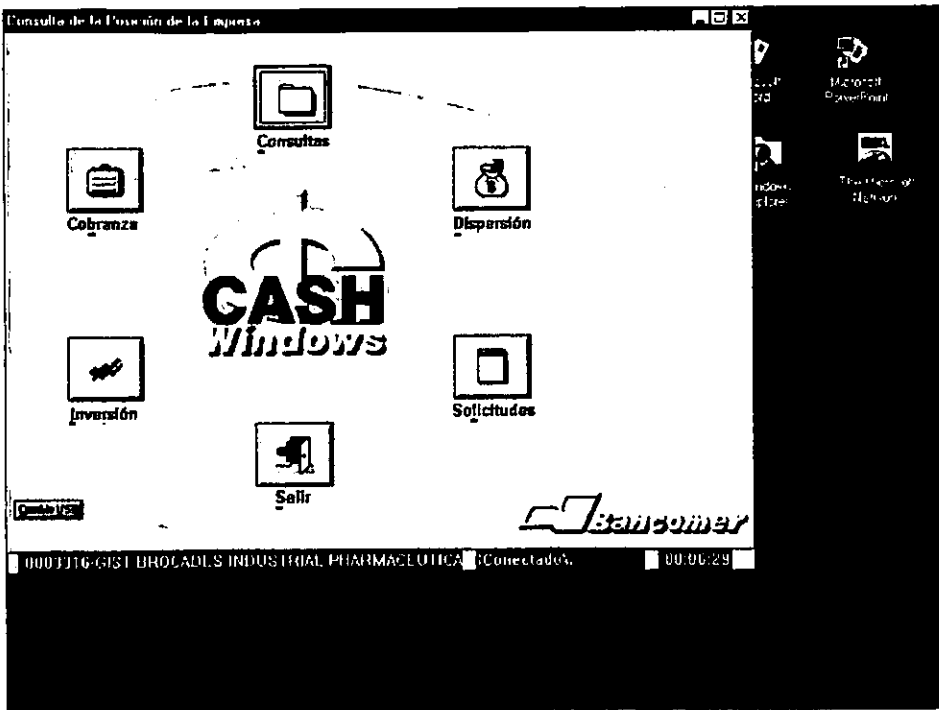 Consulta de la Posición de la Empresa
Consultas
Cobranza
Dispersión
CASH
Windows
Inversión
Solicitudes
Salir
Bancomer
GIST BROCADES INDUSTRIAL PHARMACEUTICA
Conectado
00:06:29
Microsoft
PowerPoint